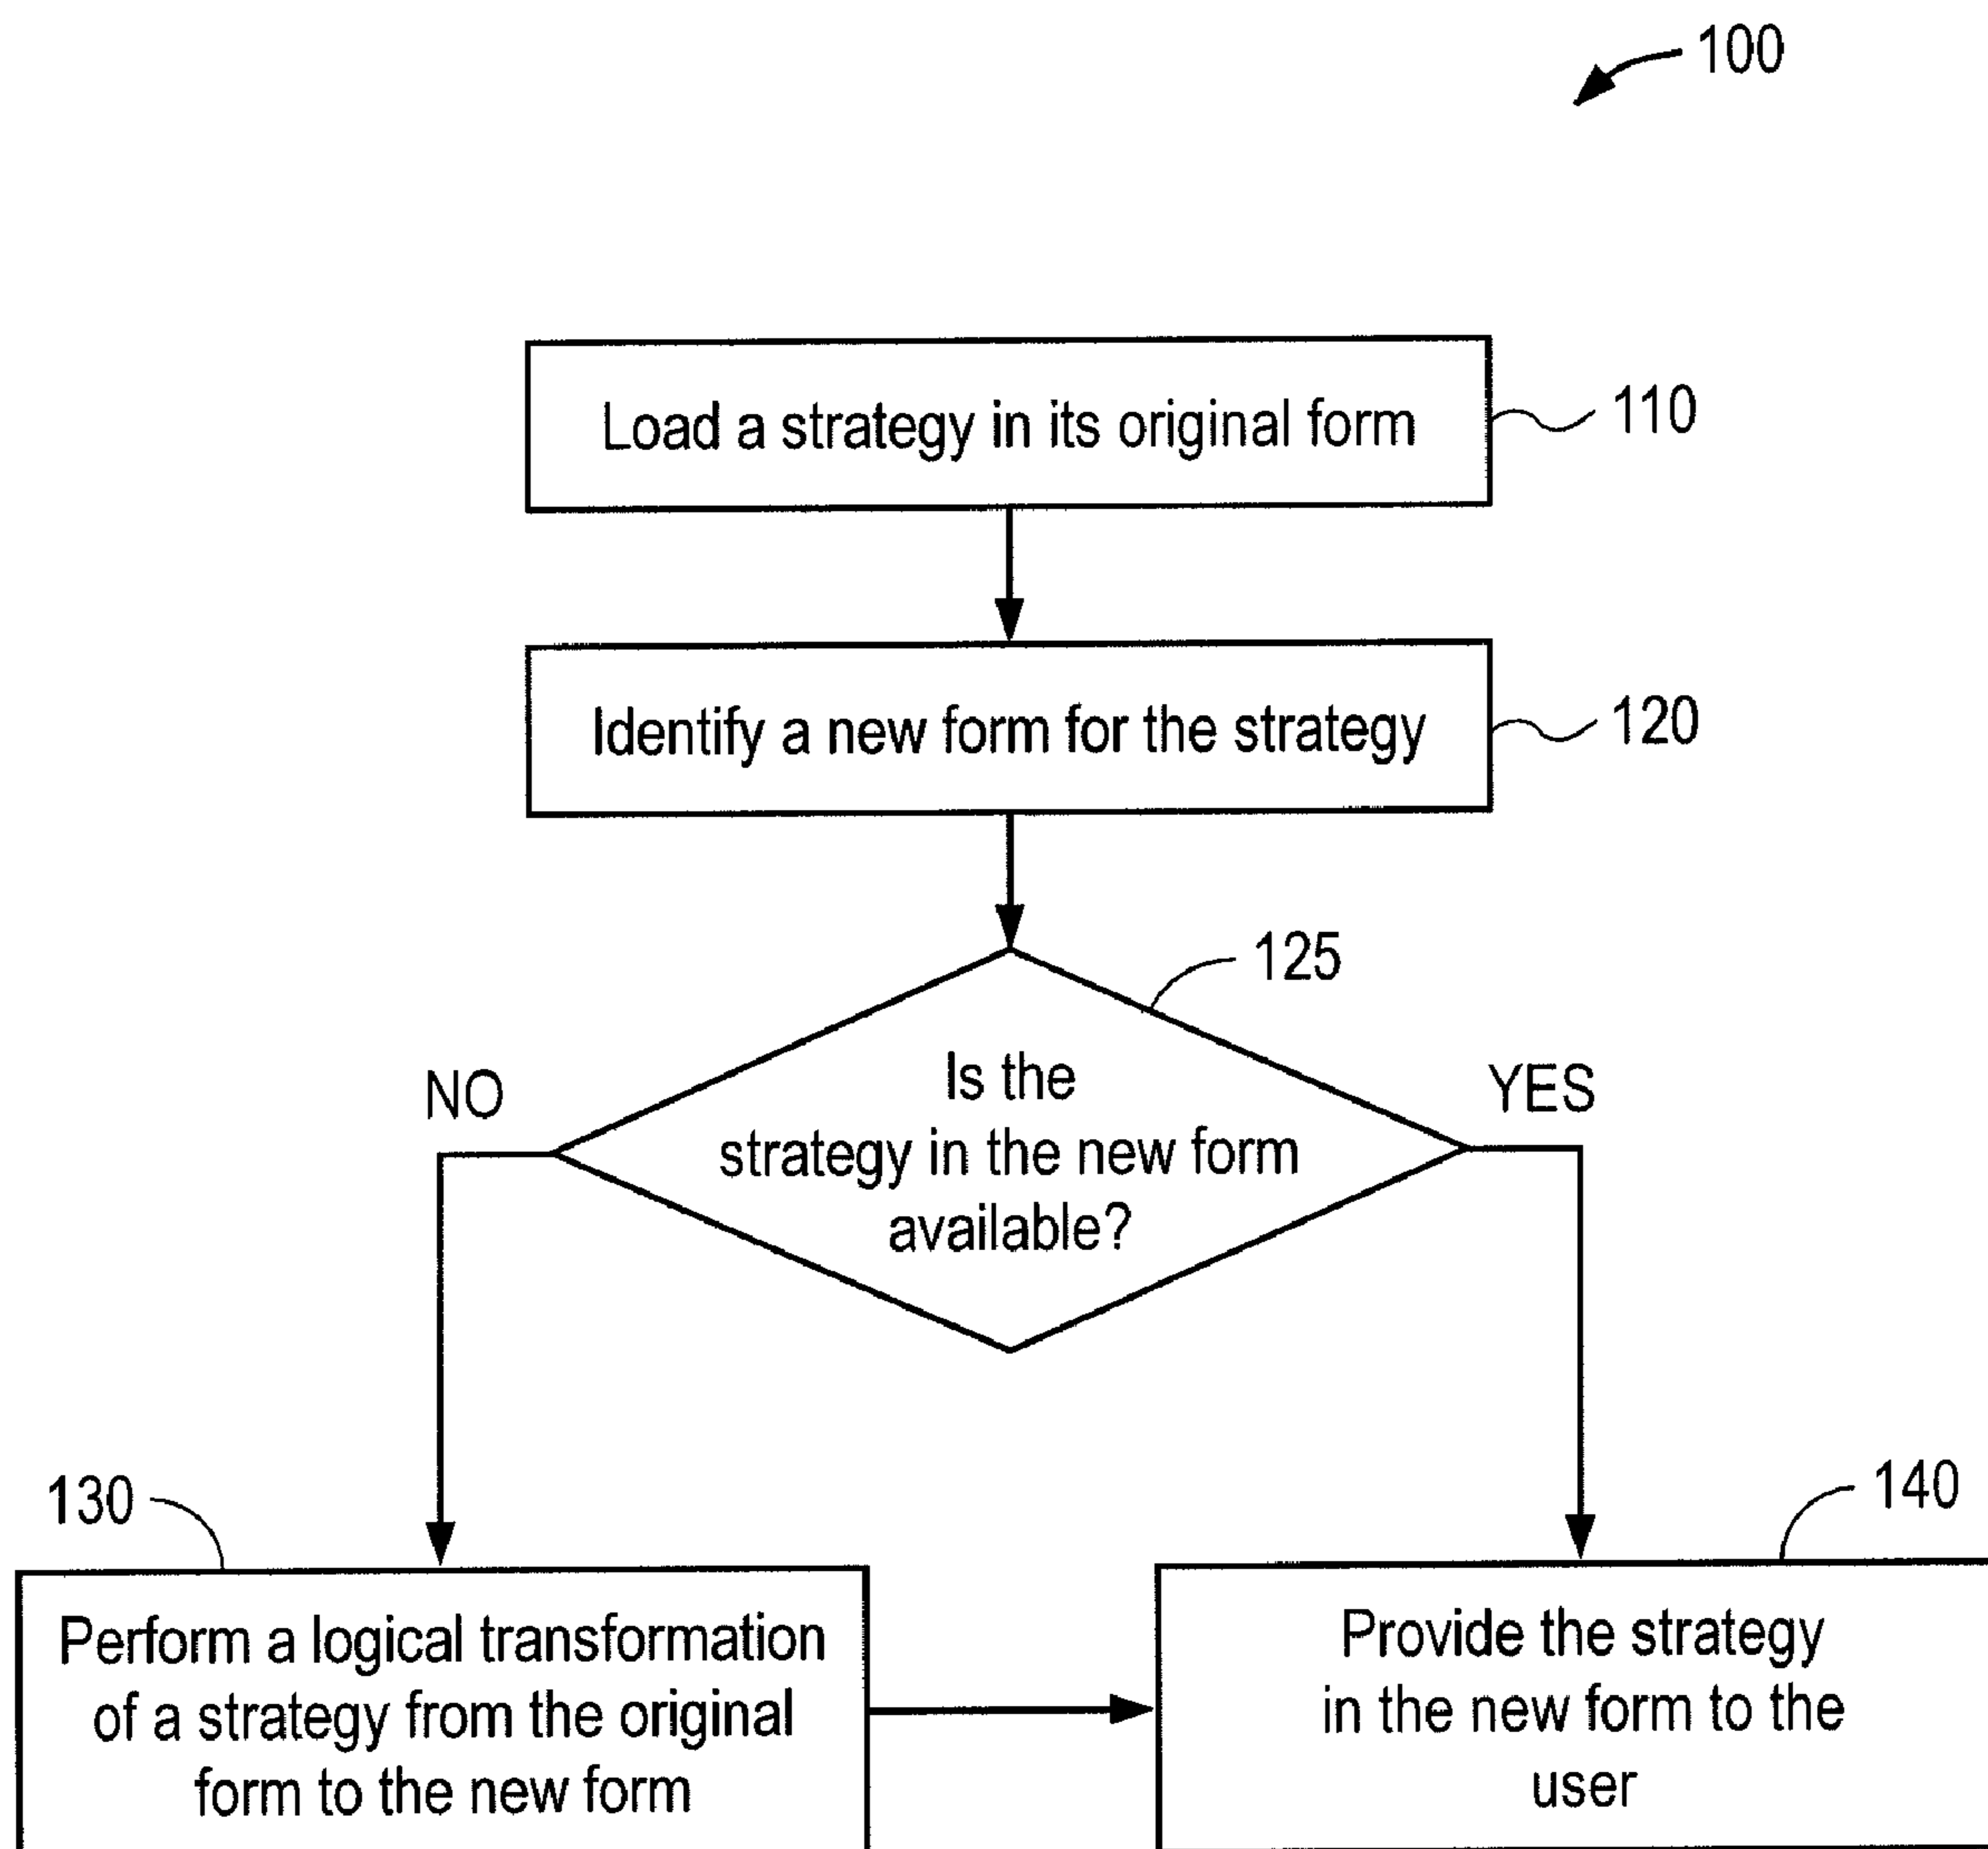 100
Load a strategy in its original form
110
Identify a new form for the strategy
120
125
Is the
strategy in the new form
available?
NO
YES
130
140
Perform a logical transformation
of a strategy from the original
form to the new form
Provide the strategy
in the new form to the
user